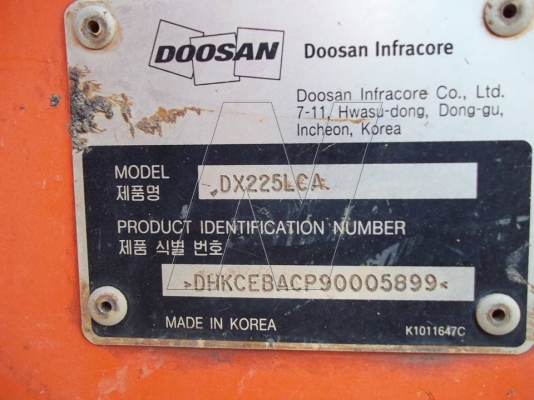 DOOSAN Doosan Infracore
Doosan Infracore Co., Ltd.
7-11, Hwasu-dong, Dong-gu,
Incheon, Korea
MODEL
제품명
DX225LCA
PRODUCT IDENTIFICATION NUMBER
제품 식별 번호
>DHKCEBACP90005899<
MADE IN KOREA
K1011647C